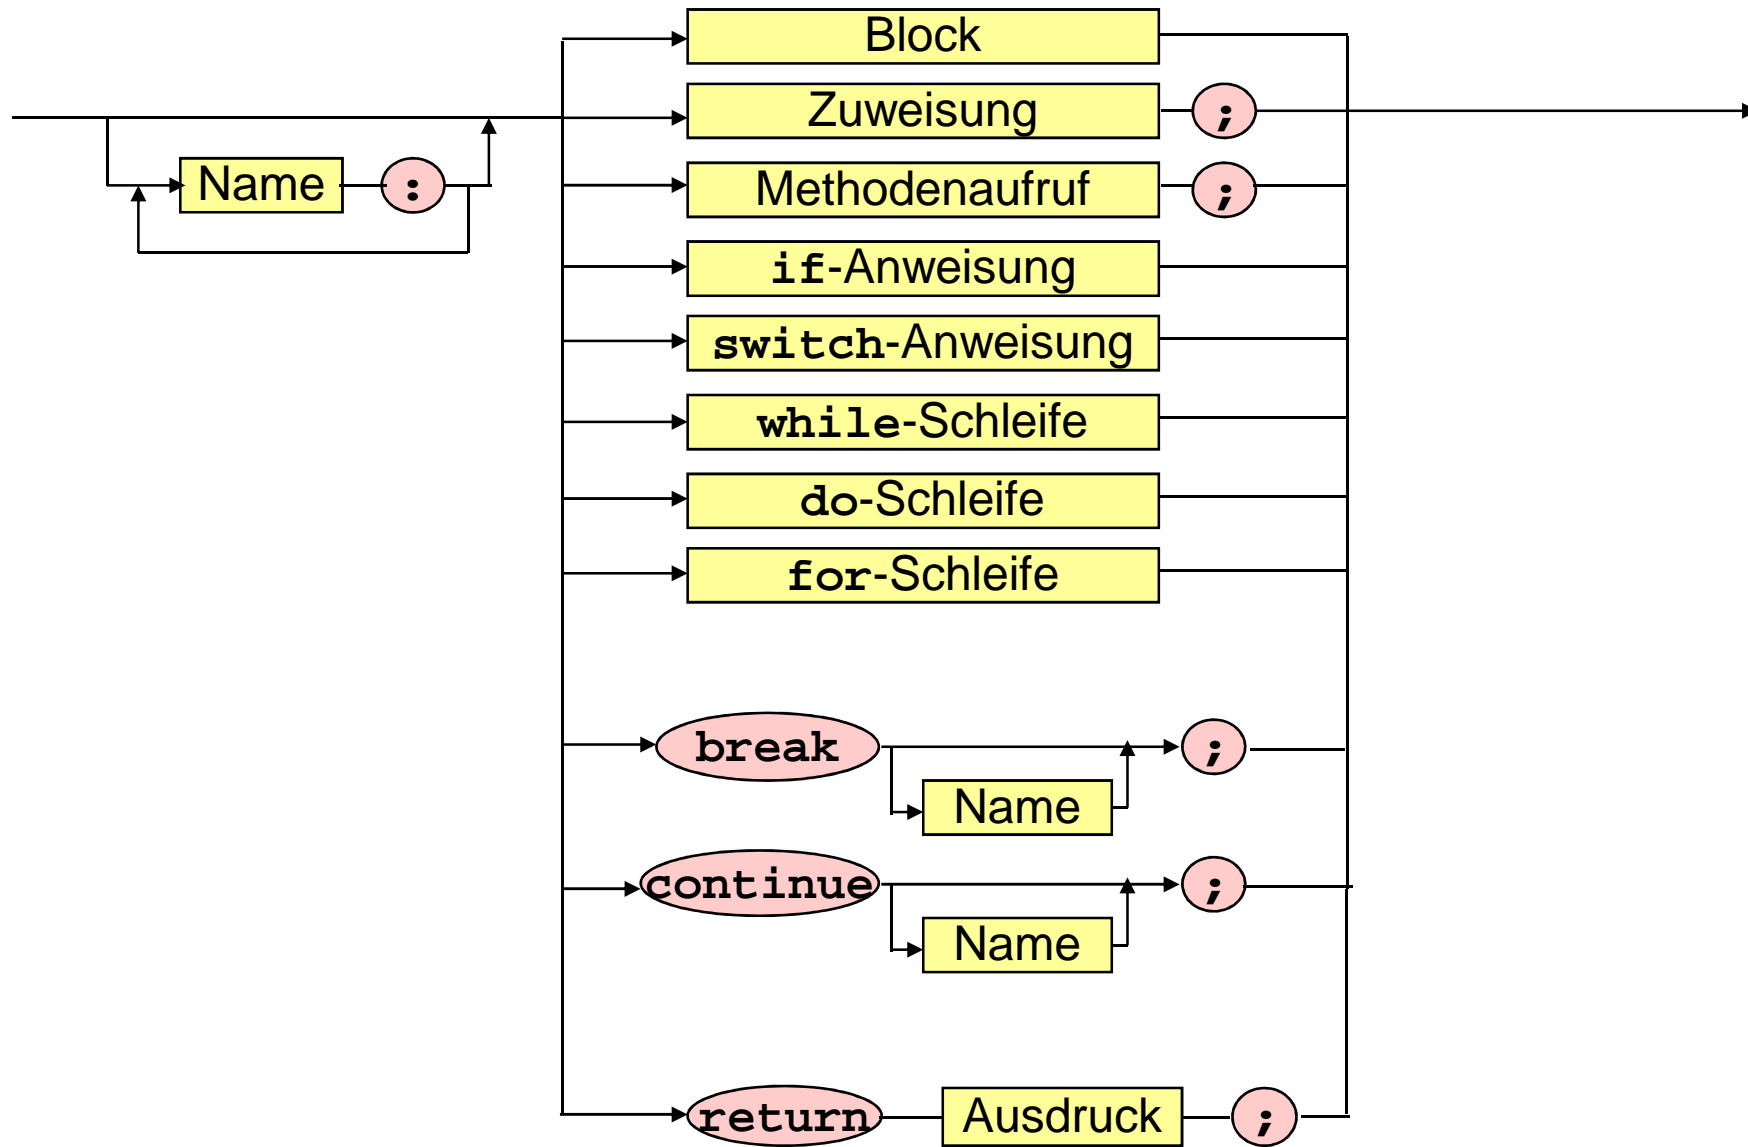 Block
Zuweisung ;
Name :
Methodenaufruf ;
if-Anweisung
switch-Anweisung
while-Schleife
do-Schleife
for-Schleife
break ;
Name
continue ;
Name
return Ausdruck ;